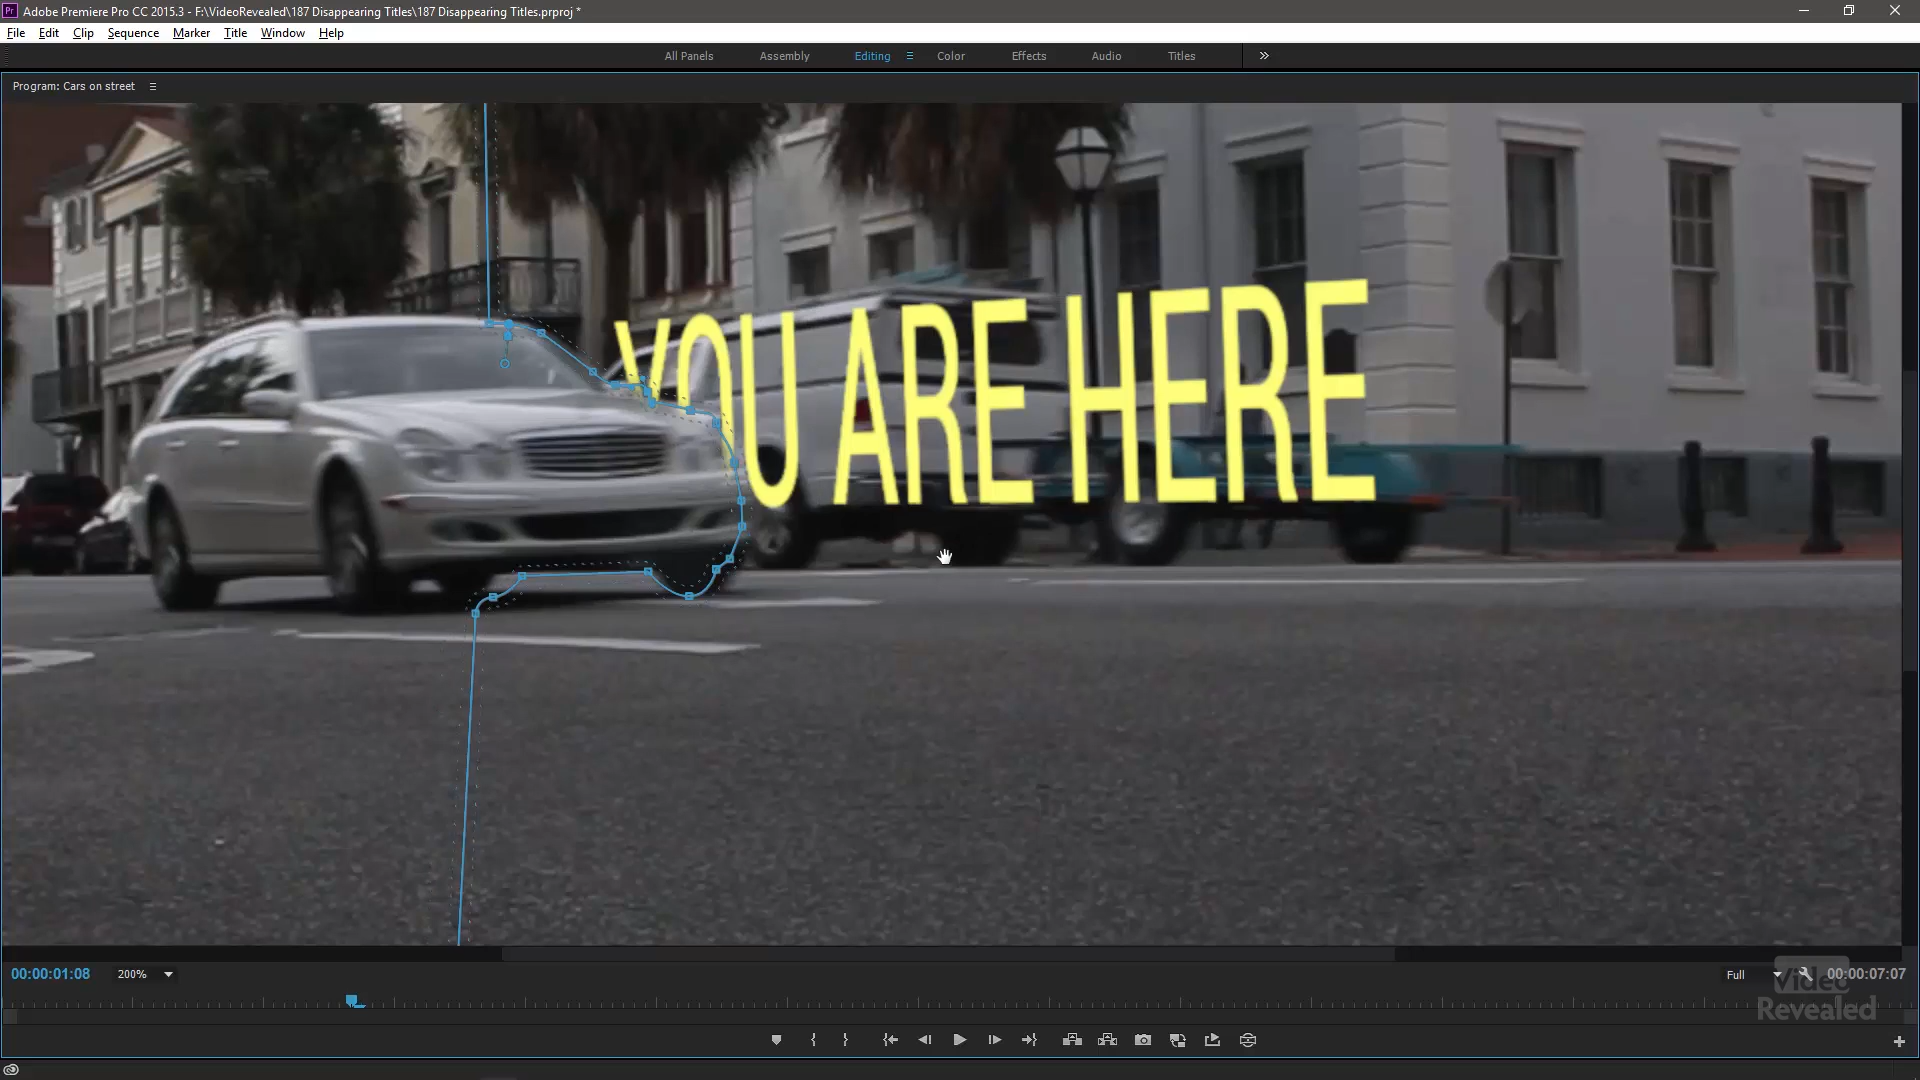 Adobe Premiere Pro CC 2015.3 - F:\VideoRevealed\187 Disappearing Titles\187 Disappearing Titles.prproj *
File Edit Clip Sequence Marker Title Window Help
All Panels Assembly Editing Color Effects Audio Titles
Program: Cars on street
YOU ARE HERE
00:00:01:08 200% Full 00:00:07:07
Video
Revealed